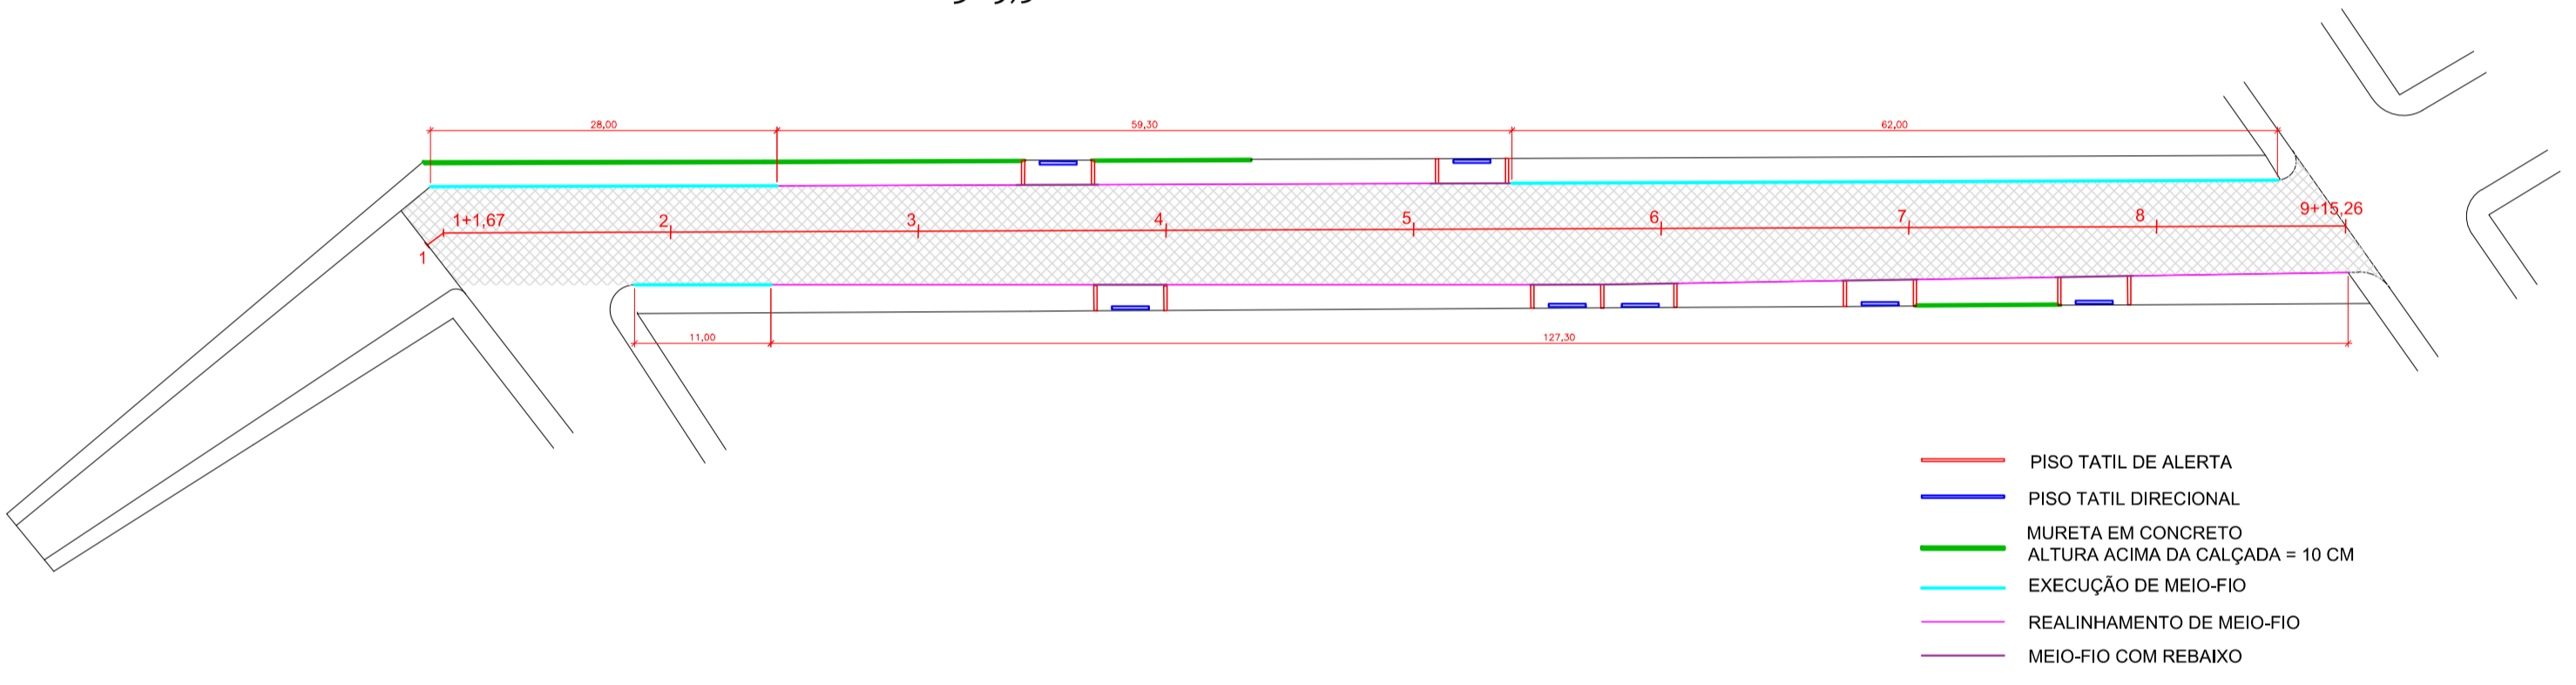 28,00
59,30
62,00
1+1,67
2
3
4
5
6
7
8
9+15,26
1
11,00
127,30
PISO TATIL DE ALERTA
PISO TATIL DIRECIONAL
MURETA EM CONCRETO
ALTURA ACIMA DA CALÇADA = 10 CM
EXECUÇÃO DE MEIO-FIO
REALINHAMENTO DE MEIO-FIO
MEIO-FIO COM REBAIXO